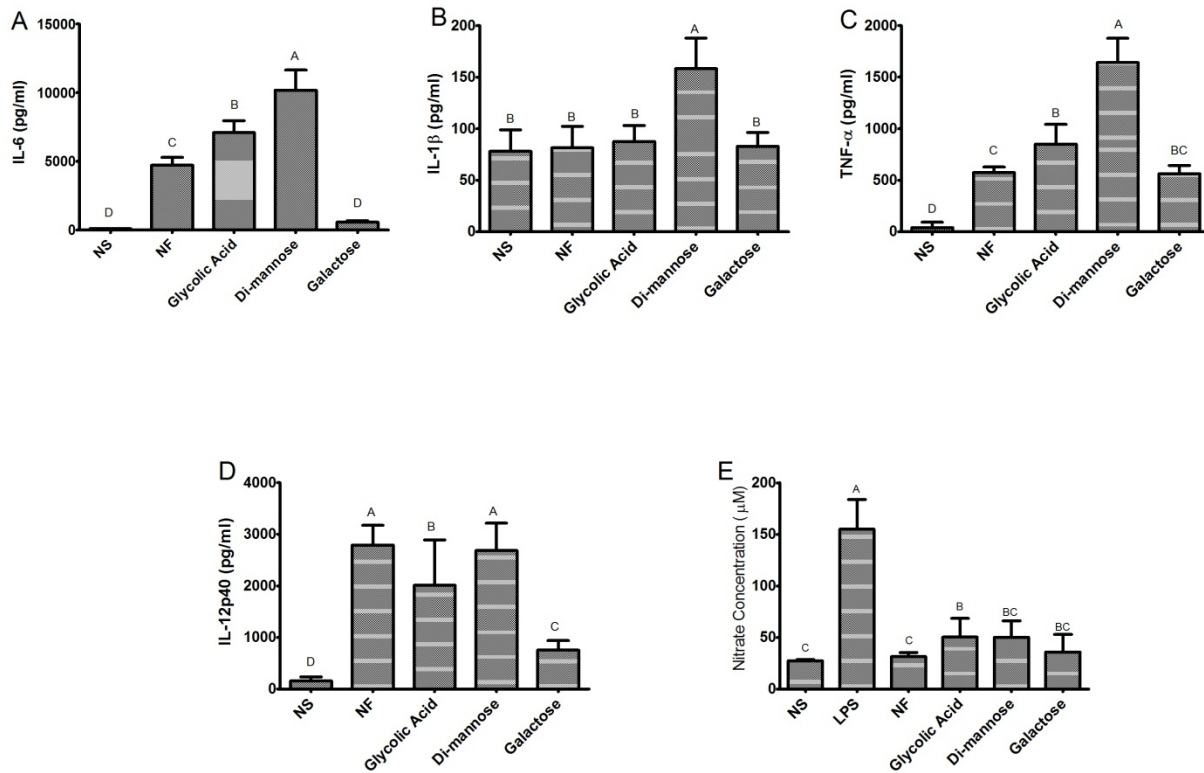 A
IL-6 (pg/ml)
15000
10000
5000
0
D
C
B
A
D
NS
NF
Glycolic Acid
Di-mannose
Galactose
B
IL-1β (pg/ml)
200
150
100
50
0
B
B
B
A
B
NS
NF
Glycolic Acid
Di-mannose
Galactose
C
TNF-α (pg/ml)
2000
1500
1000
500
0
D
C
B
A
BC
NS
NF
Glycolic Acid
Di-mannose
Galactose
D
IL-12p40 (pg/ml)
4000
3000
2000
1000
0
D
A
B
A
C
NS
NF
Glycolic Acid
Di-mannose
Galactose
E
Nitrate Concentration ( μM)
200
150
100
50
0
C
A
C
B
BC
BC
NS
LPS
NF
Glycolic Acid
Di-mannose
Galactose